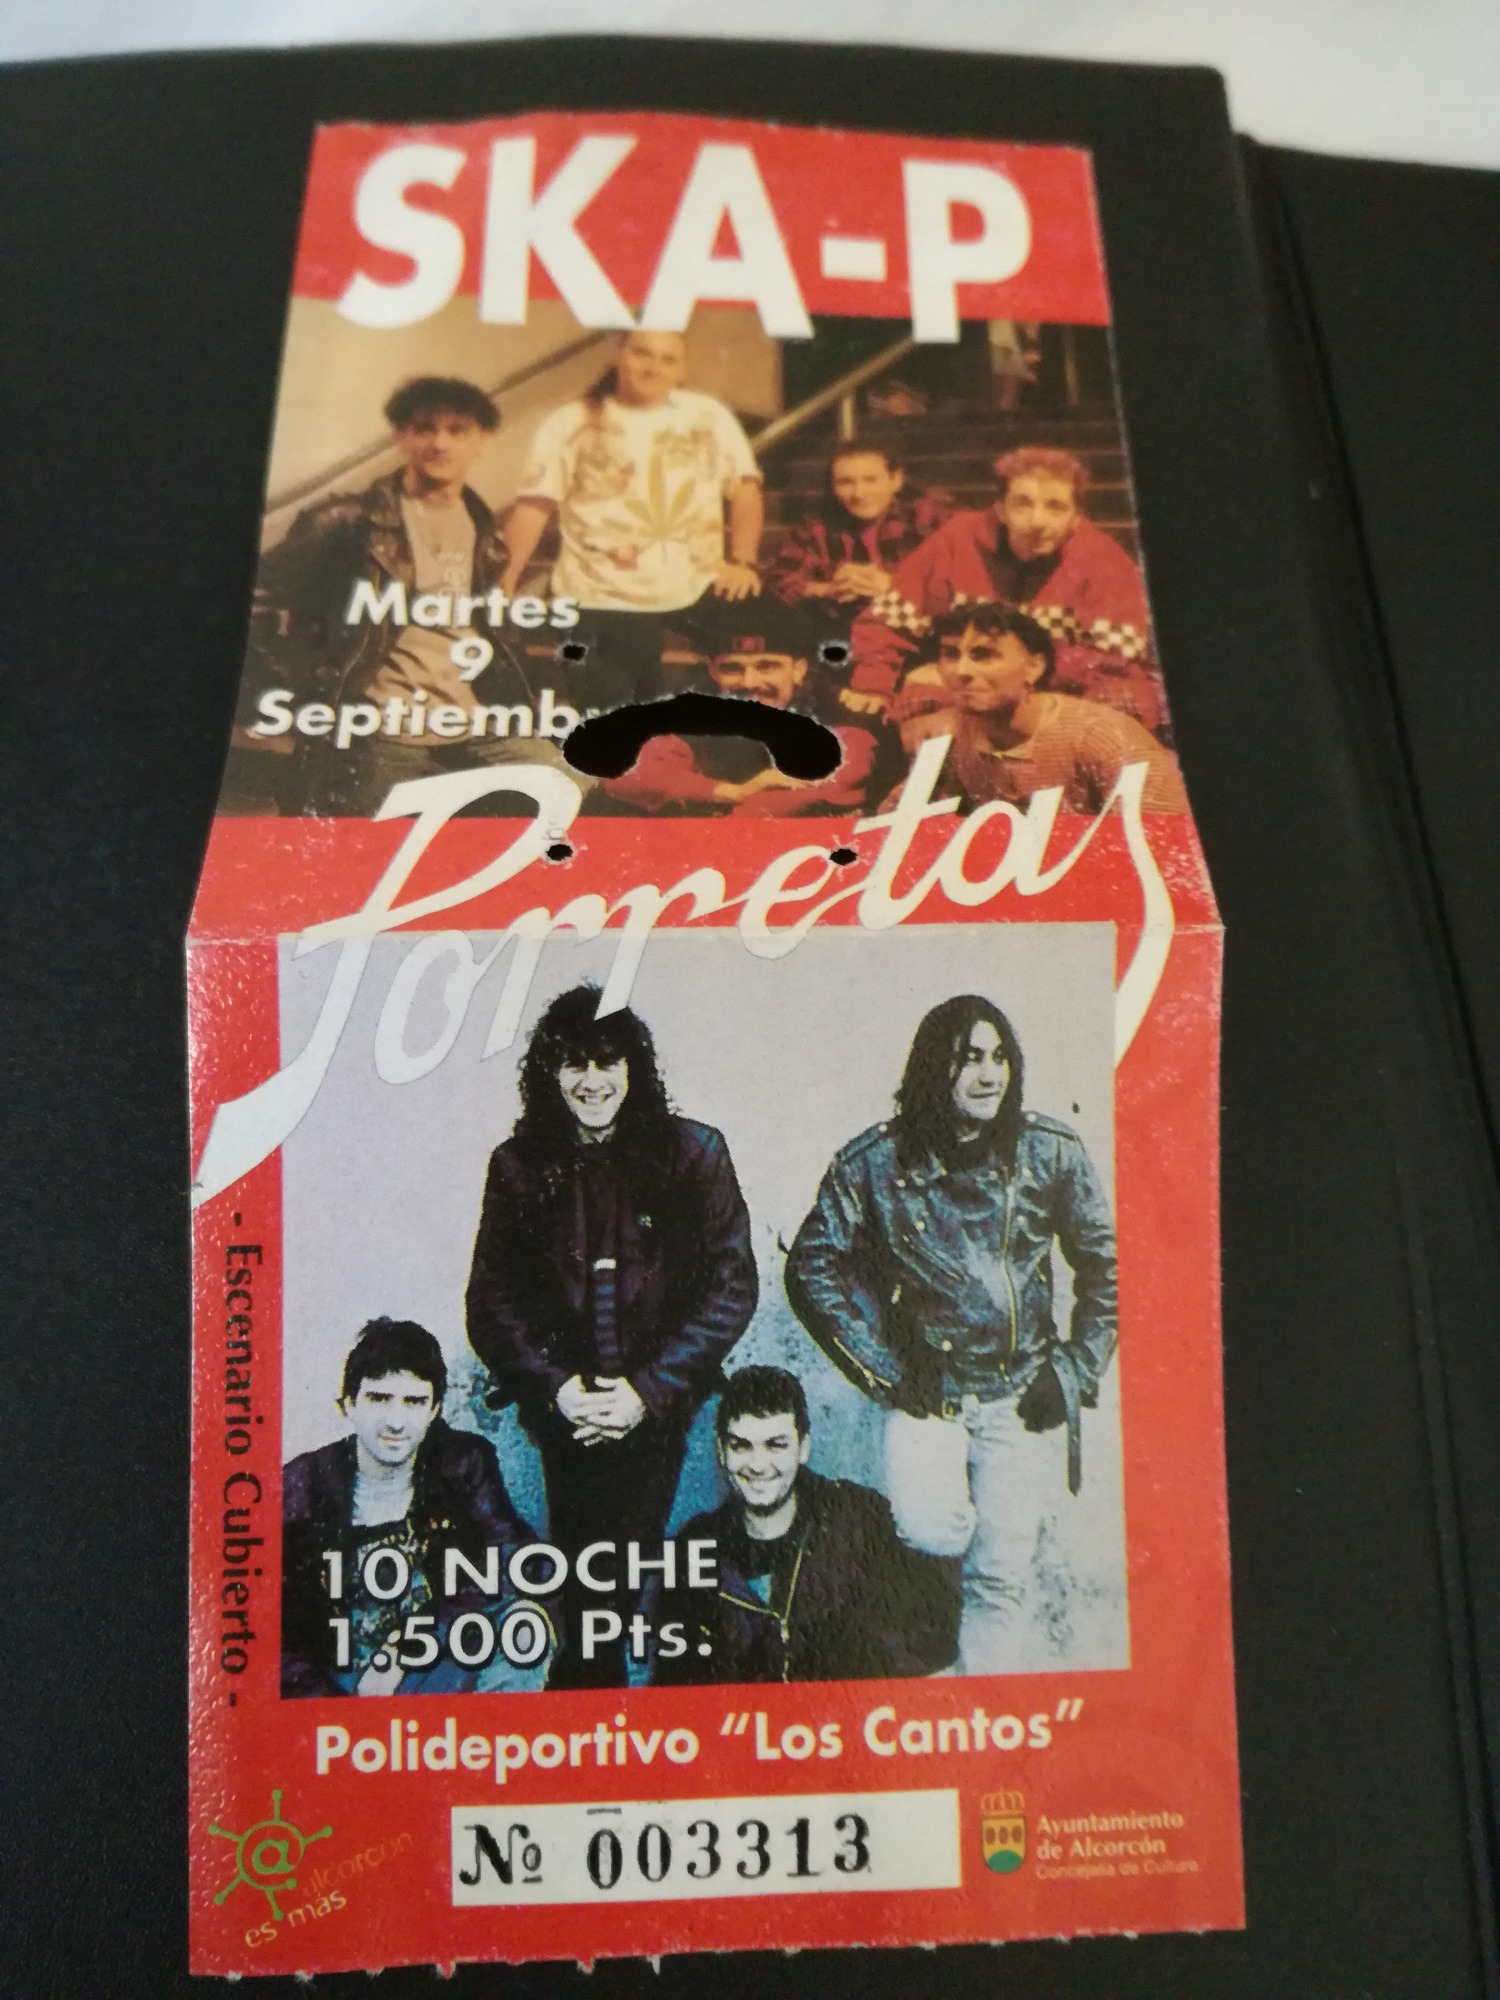 SKA-P
Martes
9
Septiemb
Porretas
- Escenario Cubierto -
10 NOCHE
1.500 Pts.
Polideportivo "Los Cantos"
Nº 003313
@
alcorcón
es más
Ayuntamiento
de Alcorcón
Concejalía de Cultura